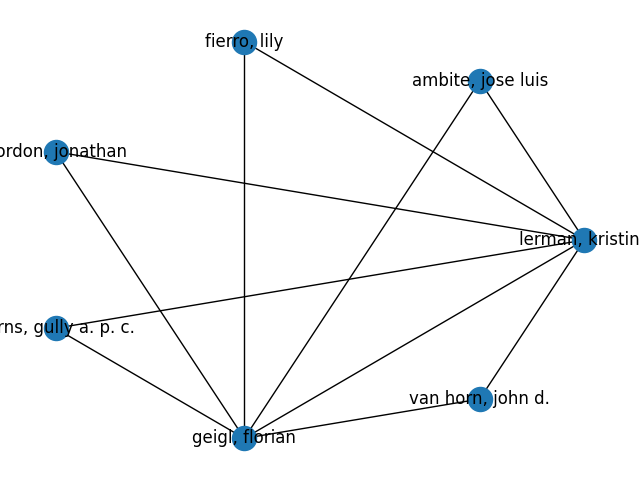 fierro, lily
ambite, jose luis
ordon, jonathan
lerman, kristin
rns, gully a. p. c.
van horn, john d.
geigl, florian